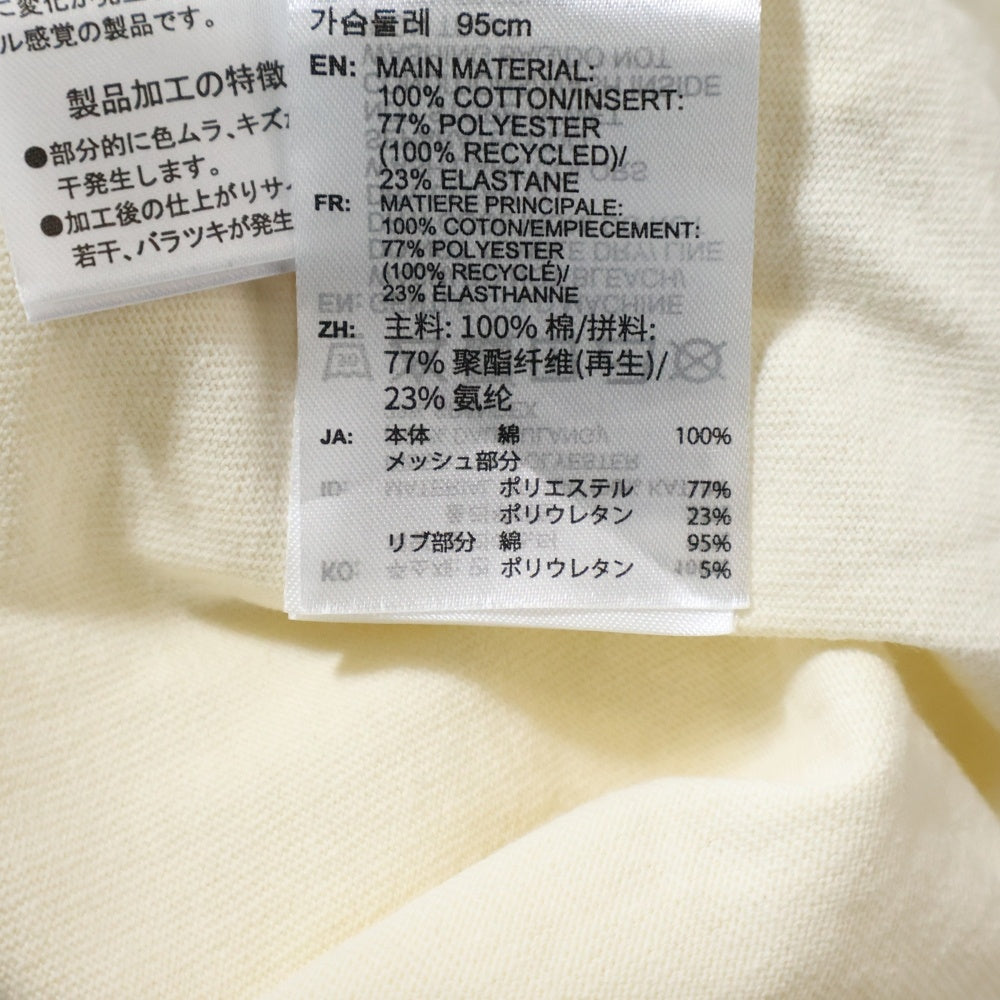 ル感覚の製品です。
製品加工の特徴
●部分的に色ムラ、キズが
干発生します。
●加工後の仕上がりサイ
若干、バラツキが発生
가슴둘레 95cm
EN: MAIN MATERIAL:
100% COTTON/INSERT:
77% POLYESTER
(100% RECYCLED)/
23% ELASTANE
FR: MATIERE PRINCIPALE:
100% COTON/EMPIECEMENT:
77% POLYESTER
(100% RECYCLÉ)/
23% ÉLASTHANNE
ZH: 主料: 100% 棉/拼料:
77% 聚酯纤维(再生)/
23% 氨纶
JA: 本体 綿 100%
メッシュ部分
ポリエステル 77%
ポリウレタン 23%
リブ部分 綿 95%
ポリウレタン 5%